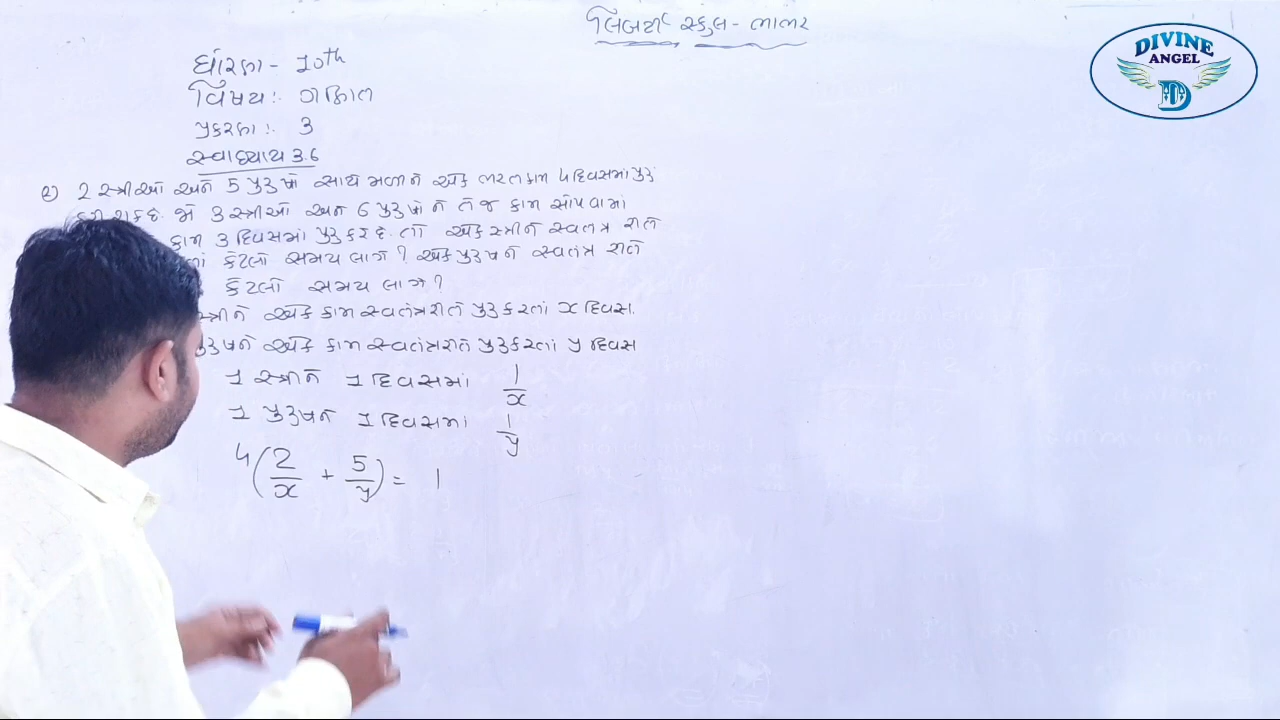 લિબર્ટી સ્કુલ - ભાભર
DIVINE
ANGEL
D
ધોરણ - 10th
વિષય :- ગણિત
પ્રકરણ :- 3
સ્વાધ્યાય 3.6
2) 2 સ્ત્રીઓ અને 5 પુરુષો સાથે મળીને એક ભરતકામ 4 દિવસમાં પુરું
કરી શકે છે. જો 3 સ્ત્રીઓ અને 6 પુરુષોને તે જ કામ સોંપવામાં
કામ 3 દિવસમાં પુરુ કરે છે. તો એક સ્ત્રીને સ્વતંત્ર રીતે
કેટલો સમય લાગે ? એક પુરુષને સ્વતંત્ર રીતે
કેટલો સમય લાગે ?
સ્ત્રીને એક કામ સ્વતંત્ર રીતે પુરુ કરતાં x દિવસ.
પુરુષને એક કામ સ્વતંત્ર રીતે પુરુ કરતાં y દિવસ
1 સ્ત્રીને 1 દિવસમાં 1/x
1 પુરુષને 1 દિવસમાં 1/y
4(2/x + 5/y) = 1